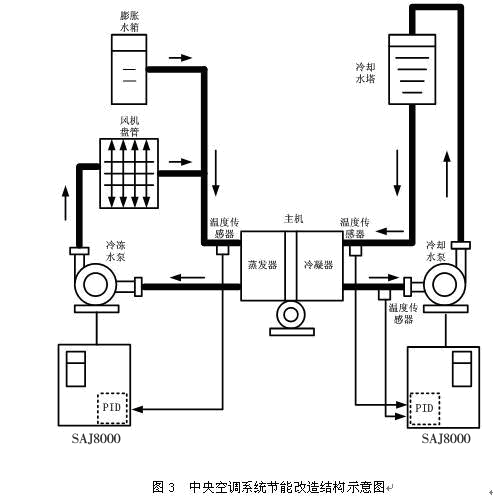 膨胀
水箱
冷却
水塔
风机
盘管
温度传
感器
主机
温度传
感器
冷冻
水泵
冷却
水泵
蒸发器
冷凝器
温度传
感器
PID
PID
SAJ8000
SAJ8000
图 3 中央空调系统节能改造结构示意图